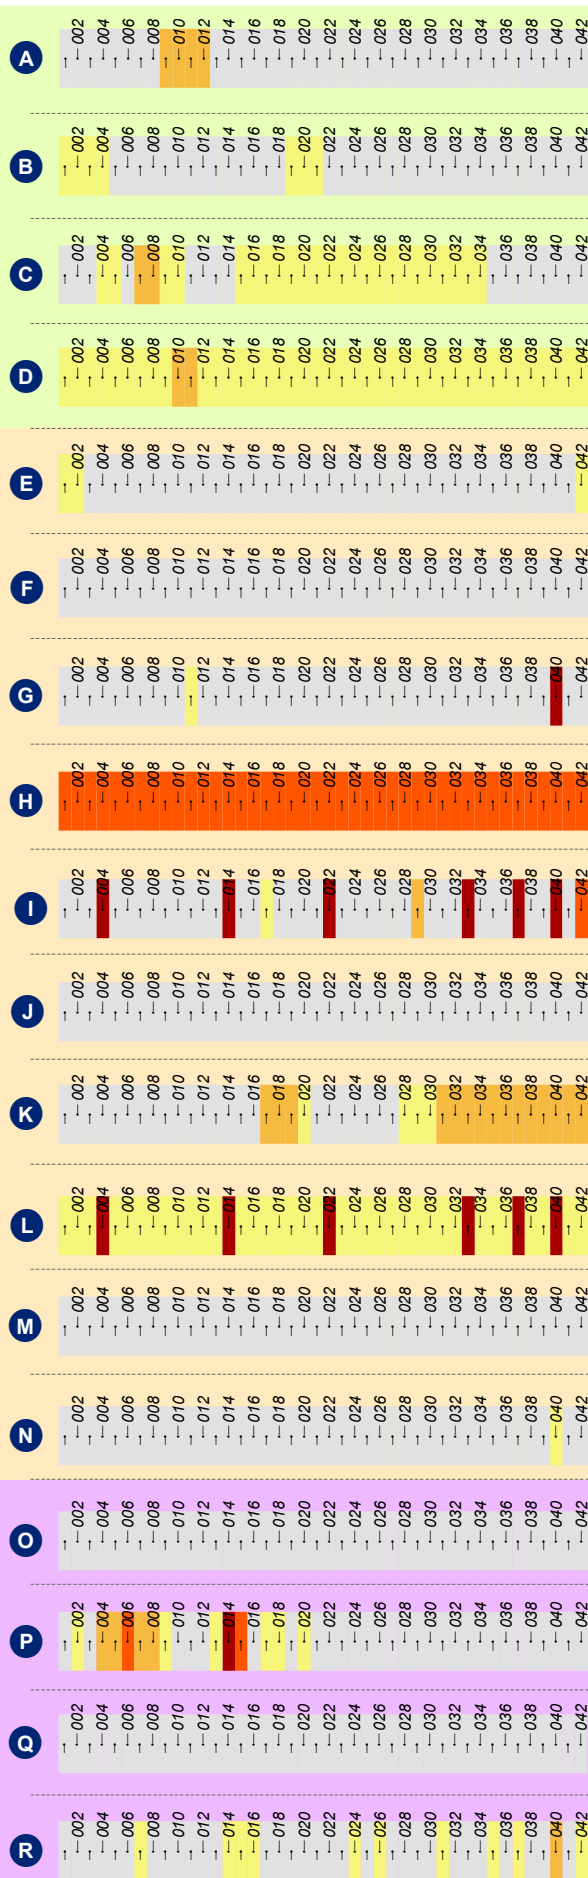 A ↑ ← 002 ↑ ← 004 ↑ ← 006 ↑ ← 008 ↑ ← 010 ↑ ← 012 ↑ ← 014 ↑ ← 016 ↑ ← 018 ↑ ← 020 ↑ ← 022 ↑ ← 024 ↑ ← 026 ↑ ← 028 ↑ ← 030 ↑ ← 032 ↑ ← 034 ↑ ← 036 ↑ ← 038 ↑ ← 040 ↑ ← 042
B ↑ ← 002 ↑ ← 004 ↑ ← 006 ↑ ← 008 ↑ ← 010 ↑ ← 012 ↑ ← 014 ↑ ← 016 ↑ ← 018 ↑ ← 020 ↑ ← 022 ↑ ← 024 ↑ ← 026 ↑ ← 028 ↑ ← 030 ↑ ← 032 ↑ ← 034 ↑ ← 036 ↑ ← 038 ↑ ← 040 ↑ ← 042
C ↑ ← 002 ↑ ← 004 ↑ ← 006 ↑ ← 008 ↑ ← 010 ↑ ← 012 ↑ ← 014 ↑ ← 016 ↑ ← 018 ↑ ← 020 ↑ ← 022 ↑ ← 024 ↑ ← 026 ↑ ← 028 ↑ ← 030 ↑ ← 032 ↑ ← 034 ↑ ← 036 ↑ ← 038 ↑ ← 040 ↑ ← 042
D ↑ ← 002 ↑ ← 004 ↑ ← 006 ↑ ← 008 ↑ ← 010 ↑ ← 012 ↑ ← 014 ↑ ← 016 ↑ ← 018 ↑ ← 020 ↑ ← 022 ↑ ← 024 ↑ ← 026 ↑ ← 028 ↑ ← 030 ↑ ← 032 ↑ ← 034 ↑ ← 036 ↑ ← 038 ↑ ← 040 ↑ ← 042
E ↑ ← 002 ↑ ← 004 ↑ ← 006 ↑ ← 008 ↑ ← 010 ↑ ← 012 ↑ ← 014 ↑ ← 016 ↑ ← 018 ↑ ← 020 ↑ ← 022 ↑ ← 024 ↑ ← 026 ↑ ← 028 ↑ ← 030 ↑ ← 032 ↑ ← 034 ↑ ← 036 ↑ ← 038 ↑ ← 040 ↑ ← 042
F ↑ ← 002 ↑ ← 004 ↑ ← 006 ↑ ← 008 ↑ ← 010 ↑ ← 012 ↑ ← 014 ↑ ← 016 ↑ ← 018 ↑ ← 020 ↑ ← 022 ↑ ← 024 ↑ ← 026 ↑ ← 028 ↑ ← 030 ↑ ← 032 ↑ ← 034 ↑ ← 036 ↑ ← 038 ↑ ← 040 ↑ ← 042
G ↑ ← 002 ↑ ← 004 ↑ ← 006 ↑ ← 008 ↑ ← 010 ↑ ← 012 ↑ ← 014 ↑ ← 016 ↑ ← 018 ↑ ← 020 ↑ ← 022 ↑ ← 024 ↑ ← 026 ↑ ← 028 ↑ ← 030 ↑ ← 032 ↑ ← 034 ↑ ← 036 ↑ ← 038 ↑ ← 040 ↑ ← 042
H ↑ ← 002 ↑ ← 004 ↑ ← 006 ↑ ← 008 ↑ ← 010 ↑ ← 012 ↑ ← 014 ↑ ← 016 ↑ ← 018 ↑ ← 020 ↑ ← 022 ↑ ← 024 ↑ ← 026 ↑ ← 028 ↑ ← 030 ↑ ← 032 ↑ ← 034 ↑ ← 036 ↑ ← 038 ↑ ← 040 ↑ ← 042
I ↑ ← 002 ↑ ← 004 ↑ ← 006 ↑ ← 008 ↑ ← 010 ↑ ← 012 ↑ ← 014 ↑ ← 016 ↑ ← 018 ↑ ← 020 ↑ ← 022 ↑ ← 024 ↑ ← 026 ↑ ← 028 ↑ ← 030 ↑ ← 032 ↑ ← 034 ↑ ← 036 ↑ ← 038 ↑ ← 040 ↑ ← 042
J ↑ ← 002 ↑ ← 004 ↑ ← 006 ↑ ← 008 ↑ ← 010 ↑ ← 012 ↑ ← 014 ↑ ← 016 ↑ ← 018 ↑ ← 020 ↑ ← 022 ↑ ← 024 ↑ ← 026 ↑ ← 028 ↑ ← 030 ↑ ← 032 ↑ ← 034 ↑ ← 036 ↑ ← 038 ↑ ← 040 ↑ ← 042
K ↑ ← 002 ↑ ← 004 ↑ ← 006 ↑ ← 008 ↑ ← 010 ↑ ← 012 ↑ ← 014 ↑ ← 016 ↑ ← 018 ↑ ← 020 ↑ ← 022 ↑ ← 024 ↑ ← 026 ↑ ← 028 ↑ ← 030 ↑ ← 032 ↑ ← 034 ↑ ← 036 ↑ ← 038 ↑ ← 040 ↑ ← 042
L ↑ ← 002 ↑ ← 004 ↑ ← 006 ↑ ← 008 ↑ ← 010 ↑ ← 012 ↑ ← 014 ↑ ← 016 ↑ ← 018 ↑ ← 020 ↑ ← 022 ↑ ← 024 ↑ ← 026 ↑ ← 028 ↑ ← 030 ↑ ← 032 ↑ ← 034 ↑ ← 036 ↑ ← 038 ↑ ← 040 ↑ ← 042
M ↑ ← 002 ↑ ← 004 ↑ ← 006 ↑ ← 008 ↑ ← 010 ↑ ← 012 ↑ ← 014 ↑ ← 016 ↑ ← 018 ↑ ← 020 ↑ ← 022 ↑ ← 024 ↑ ← 026 ↑ ← 028 ↑ ← 030 ↑ ← 032 ↑ ← 034 ↑ ← 036 ↑ ← 038 ↑ ← 040 ↑ ← 042
N ↑ ← 002 ↑ ← 004 ↑ ← 006 ↑ ← 008 ↑ ← 010 ↑ ← 012 ↑ ← 014 ↑ ← 016 ↑ ← 018 ↑ ← 020 ↑ ← 022 ↑ ← 024 ↑ ← 026 ↑ ← 028 ↑ ← 030 ↑ ← 032 ↑ ← 034 ↑ ← 036 ↑ ← 038 ↑ ← 040 ↑ ← 042
O ↑ ← 002 ↑ ← 004 ↑ ← 006 ↑ ← 008 ↑ ← 010 ↑ ← 012 ↑ ← 014 ↑ ← 016 ↑ ← 018 ↑ ← 020 ↑ ← 022 ↑ ← 024 ↑ ← 026 ↑ ← 028 ↑ ← 030 ↑ ← 032 ↑ ← 034 ↑ ← 036 ↑ ← 038 ↑ ← 040 ↑ ← 042
P ↑ ← 002 ↑ ← 004 ↑ ← 006 ↑ ← 008 ↑ ← 010 ↑ ← 012 ↑ ← 014 ↑ ← 016 ↑ ← 018 ↑ ← 020 ↑ ← 022 ↑ ← 024 ↑ ← 026 ↑ ← 028 ↑ ← 030 ↑ ← 032 ↑ ← 034 ↑ ← 036 ↑ ← 038 ↑ ← 040 ↑ ← 042
Q ↑ ← 002 ↑ ← 004 ↑ ← 006 ↑ ← 008 ↑ ← 010 ↑ ← 012 ↑ ← 014 ↑ ← 016 ↑ ← 018 ↑ ← 020 ↑ ← 022 ↑ ← 024 ↑ ← 026 ↑ ← 028 ↑ ← 030 ↑ ← 032 ↑ ← 034 ↑ ← 036 ↑ ← 038 ↑ ← 040 ↑ ← 042
R ↑ ← 002 ↑ ← 004 ↑ ← 006 ↑ ← 008 ↑ ← 010 ↑ ← 012 ↑ ← 014 ↑ ← 016 ↑ ← 018 ↑ ← 020 ↑ ← 022 ↑ ← 024 ↑ ← 026 ↑ ← 028 ↑ ← 030 ↑ ← 032 ↑ ← 034 ↑ ← 036 ↑ ← 038 ↑ ← 040 ↑ ← 042